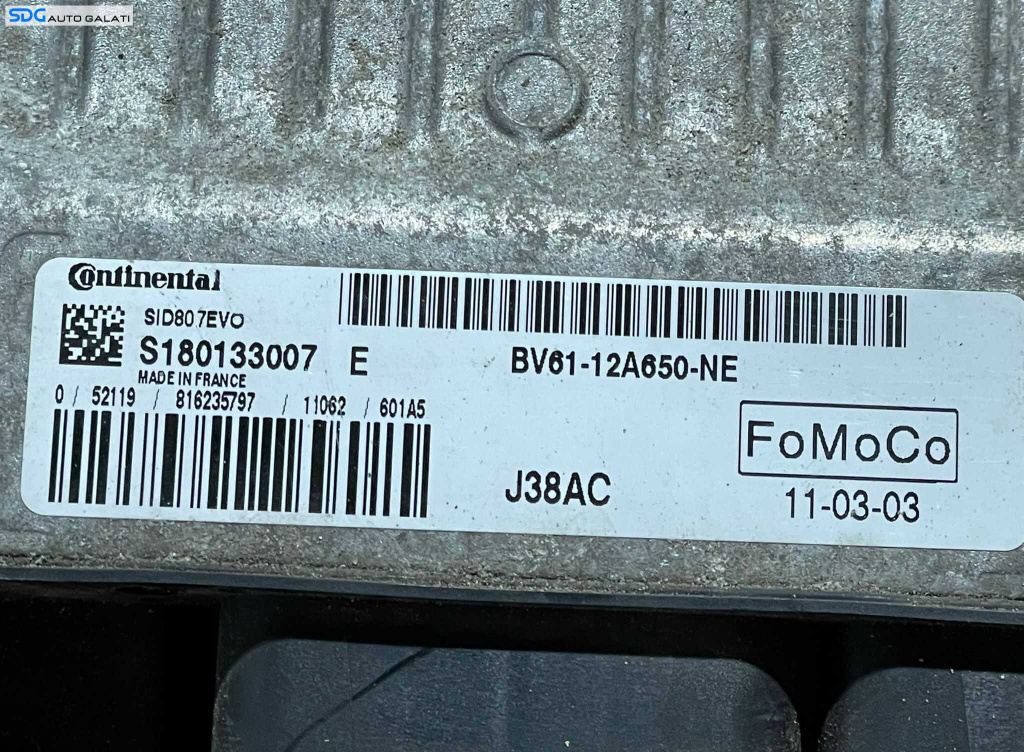 SDG AUTO GALATI
Continental
SID807EVO
S180133007 E
BV61-12A650-NE
MADE IN FRANCE
0 / 52119 / 816235797 / 11062 / 601A5
FoMoCo
J38AC
11-03-03